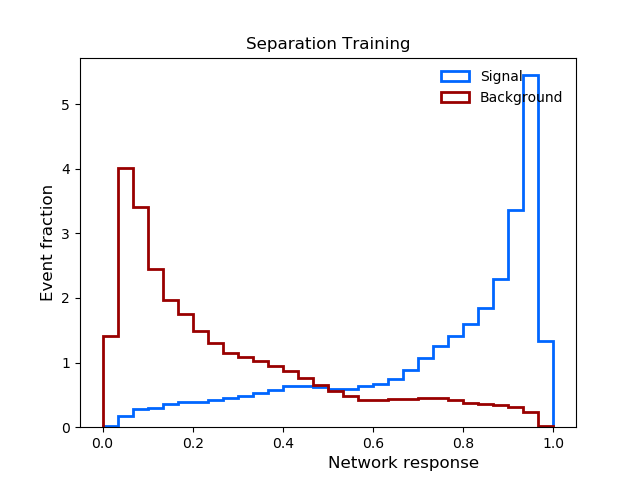 Separation Training
Signal
Background
Event fraction
5
4
3
2
1
0
0.0 0.2 0.4 0.6 0.8 1.0
Network response